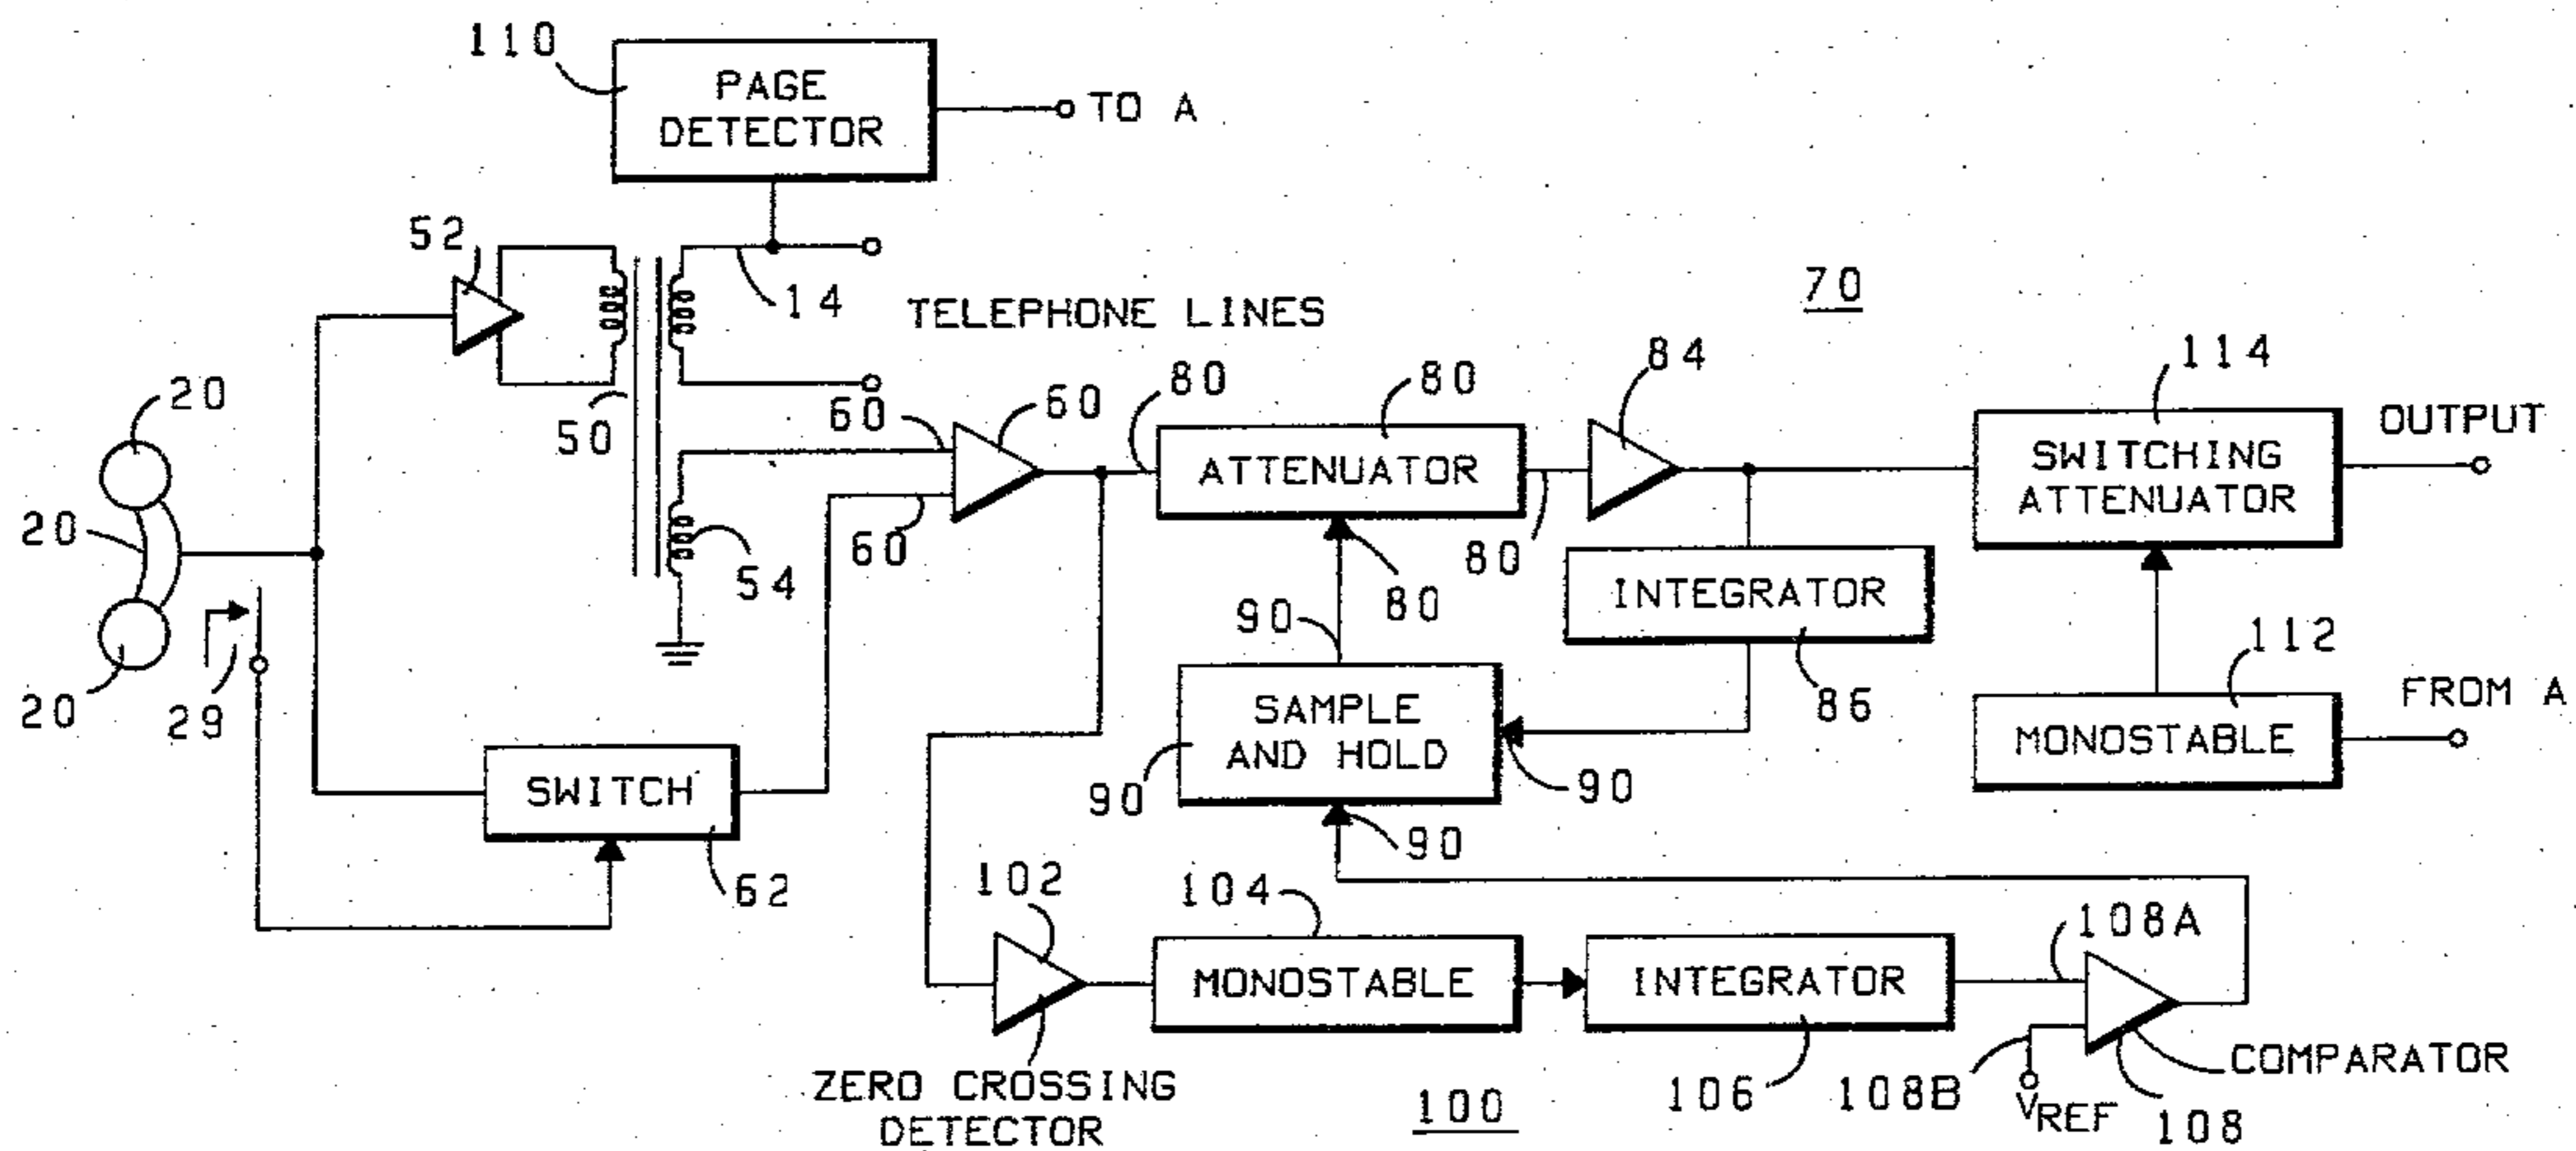 110
PAGE
DETECTOR
TO A
52
14
TELEPHONE LINES
70
50
20
20
20
29
60
60
60
54
80
80
80
80
ATTENUATOR
84
114
SWITCHING
ATTENUATOR
OUTPUT
INTEGRATOR
86
112
MONOSTABLE
FROM A
90
SAMPLE
AND HOLD
90
90
90
SWITCH
62
102
ZERO CROSSING
DETECTOR
104
MONOSTABLE
INTEGRATOR
106
108A
108B
VREF
108
COMPARATOR
100